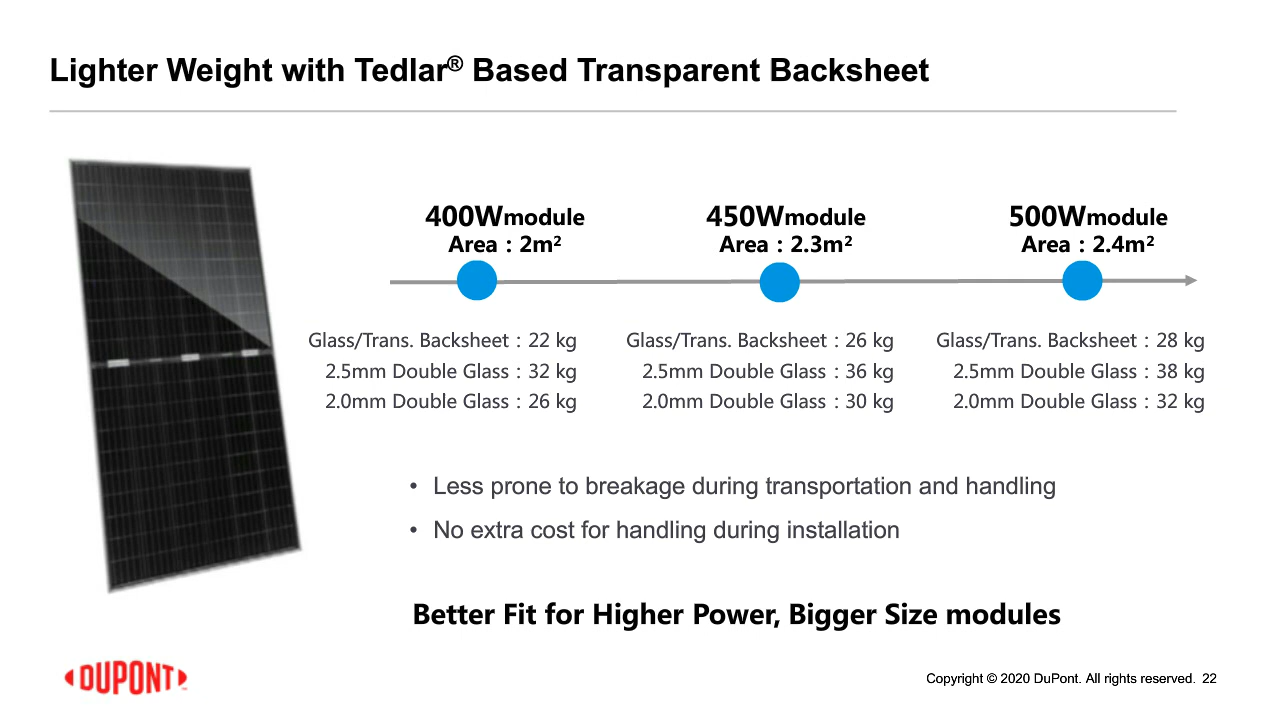 Lighter Weight with Tedlar® Based Transparent Backsheet
400Wmodule
Area：2m²
450Wmodule
Area：2.3m²
500Wmodule
Area：2.4m²
Glass/Trans. Backsheet：22 kg
2.5mm Double Glass：32 kg
2.0mm Double Glass：26 kg
Glass/Trans. Backsheet：26 kg
2.5mm Double Glass：36 kg
2.0mm Double Glass：30 kg
Glass/Trans. Backsheet：28 kg
2.5mm Double Glass：38 kg
2.0mm Double Glass：32 kg
• Less prone to breakage during transportation and handling
• No extra cost for handling during installation
Better Fit for Higher Power, Bigger Size modules
DUPONT
Copyright © 2020 DuPont. All rights reserved. 22